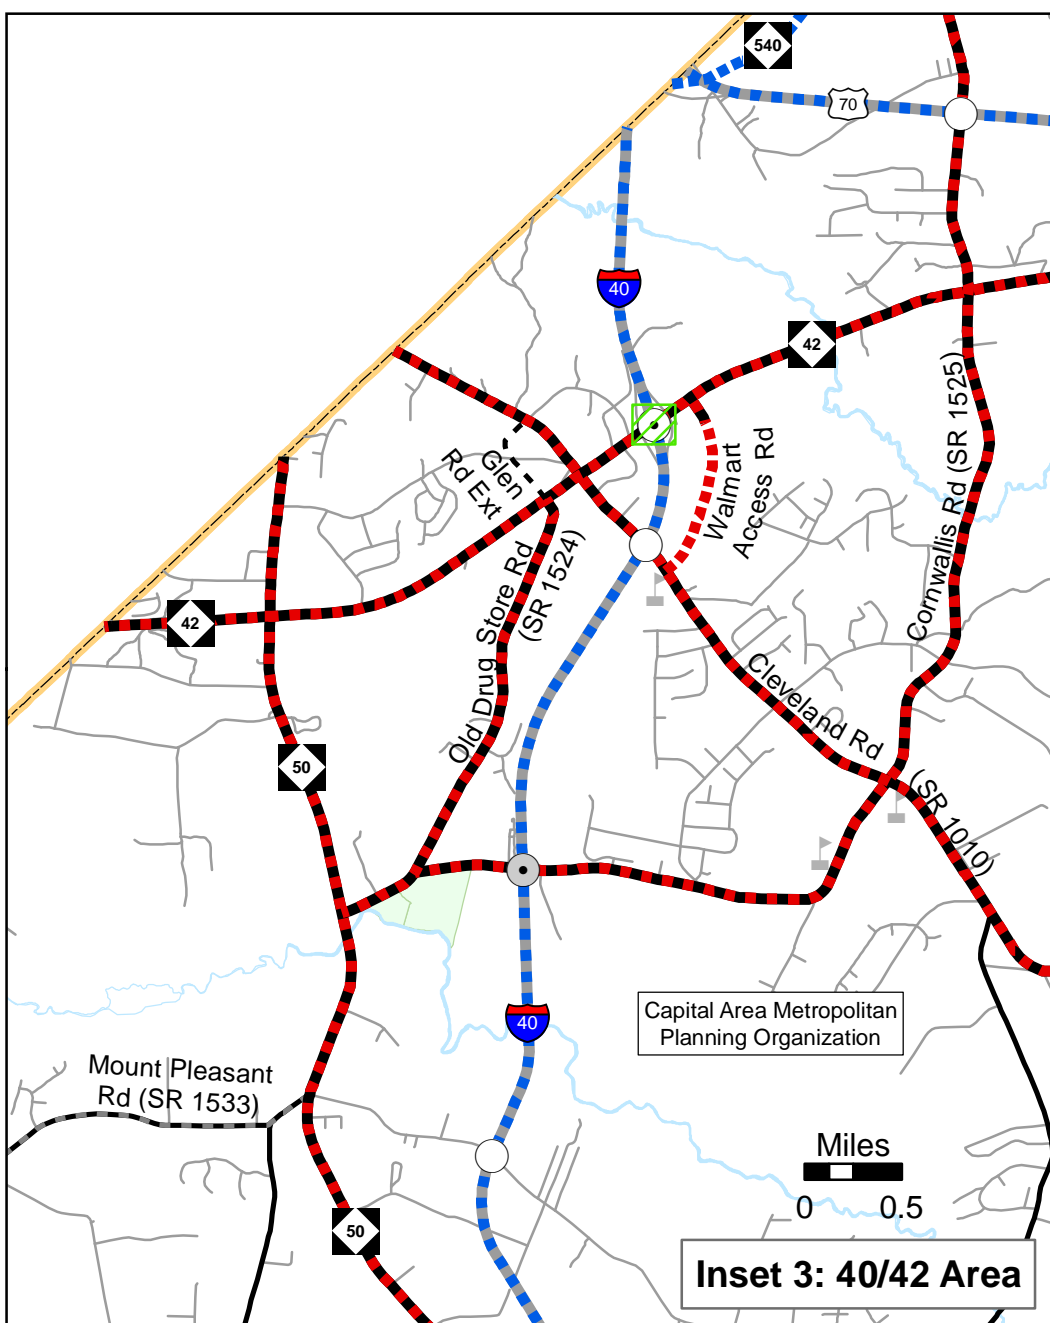 540
70
40
42
Glen
Rd Ext
Walmart
Access Rd
Cornwallis Rd (SR 1525)
Old Drug Store Rd
(SR 1524)
42
Cleveland Rd
(SR 1010)
50
40
Capital Area Metropolitan
Planning Organization
Mount Pleasant
Rd (SR 1533)
Miles
0 0.5
50
Inset 3: 40/42 Area